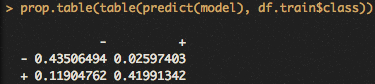 > prop.table(table(predict(model), df.train$class))
- +
- 0.43506494 0.02597403
+ 0.11904762 0.41991342